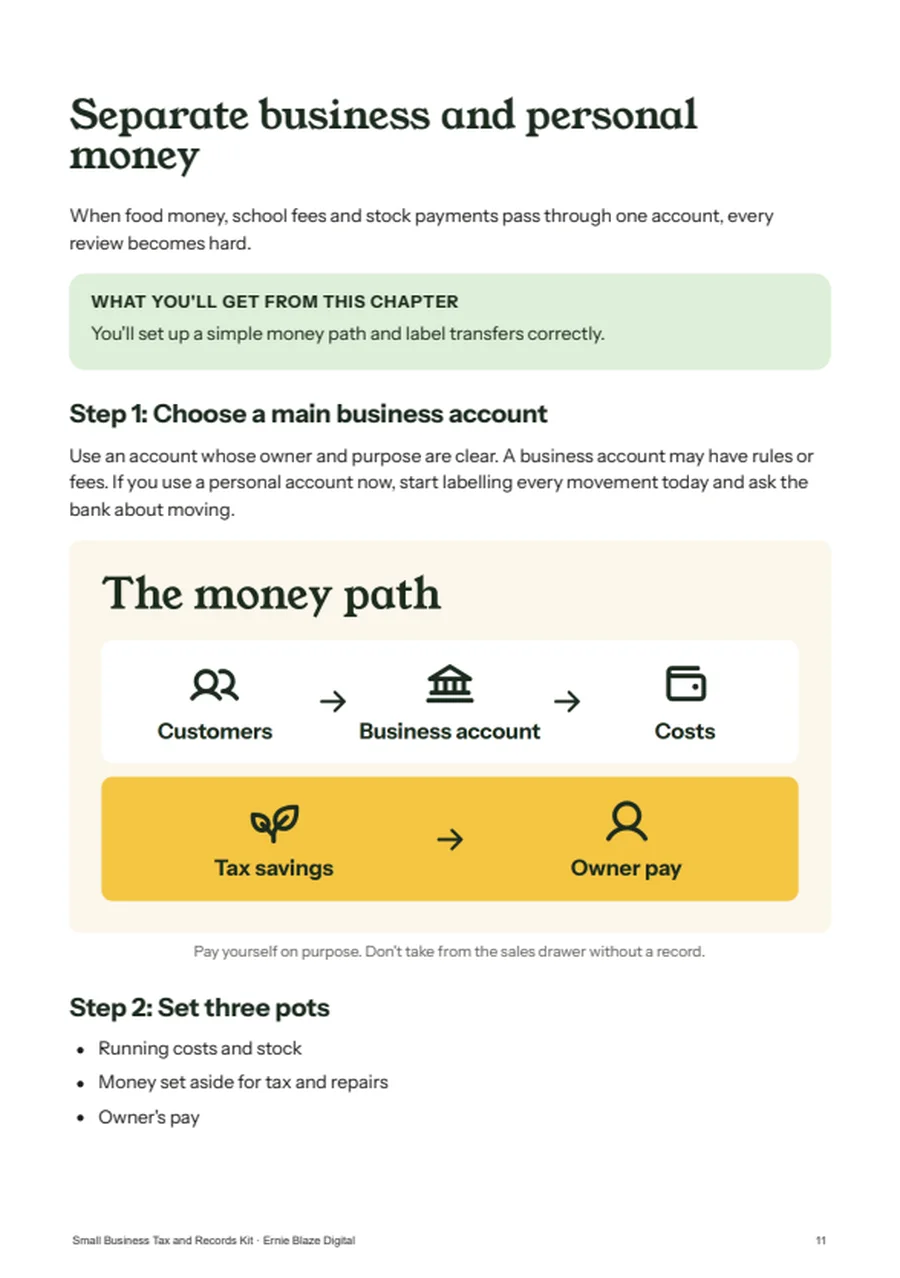 Separate business and personal
money
When food money, school fees and stock payments pass through one account, every
review becomes hard.
WHAT YOU'LL GET FROM THIS CHAPTER
You'll set up a simple money path and label transfers correctly.
Step 1: Choose a main business account
Use an account whose owner and purpose are clear. A business account may have rules or
fees. If you use a personal account now, start labelling every movement today and ask the
bank about moving.
The money path
→ →
Customers Business account Costs
→
Tax savings Owner pay
Pay yourself on purpose. Don't take from the sales drawer without a record.
Step 2: Set three pots
• Running costs and stock
• Money set aside for tax and repairs
• Owner's pay
Small Business Tax and Records Kit · Ernie Blaze Digital 11